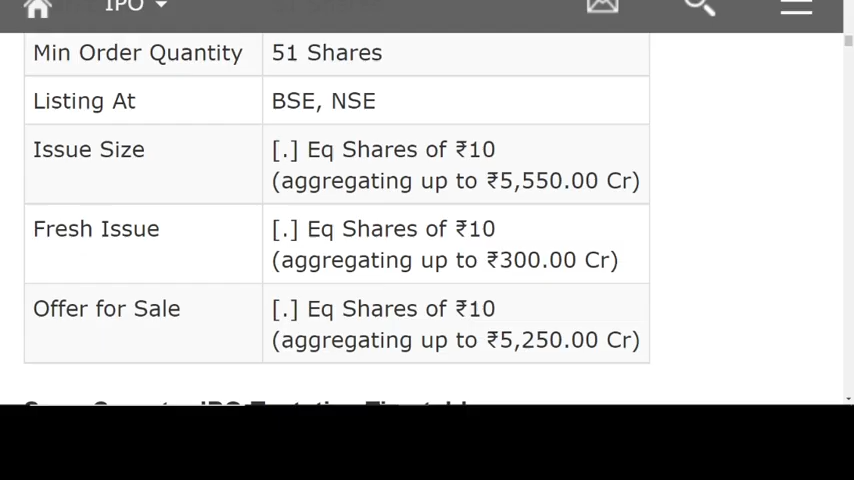 IPO
Min Order Quantity 51 Shares
Listing At BSE, NSE
Issue Size [.] Eq Shares of ₹10
(aggregating up to ₹5,550.00 Cr)
Fresh Issue [.] Eq Shares of ₹10
(aggregating up to ₹300.00 Cr)
Offer for Sale [.] Eq Shares of ₹10
(aggregating up to ₹5,250.00 Cr)